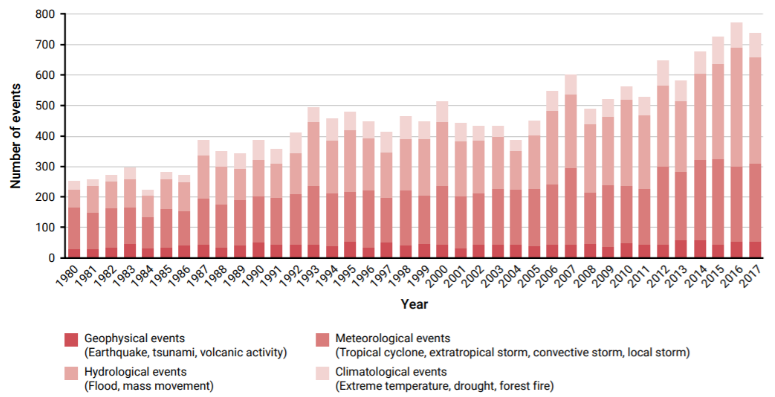 800
700
600
500
400
300
200
100
0
Number of events
1980 1981 1982 1983 1984 1985 1986 1987 1988 1989 1990 1991 1992 1993 1994 1995 1996 1997 1998 1999 2000 2001 2002 2003 2004 2005 2006 2007 2008 2009 2010 2011 2012 2013 2014 2015 2016 2017
Year
Geophysical events
(Earthquake, tsunami, volcanic activity)
Meteorological events
(Tropical cyclone, extratropical storm, convective storm, local storm)
Hydrological events
(Flood, mass movement)
Climatological events
(Extreme temperature, drought, forest fire)